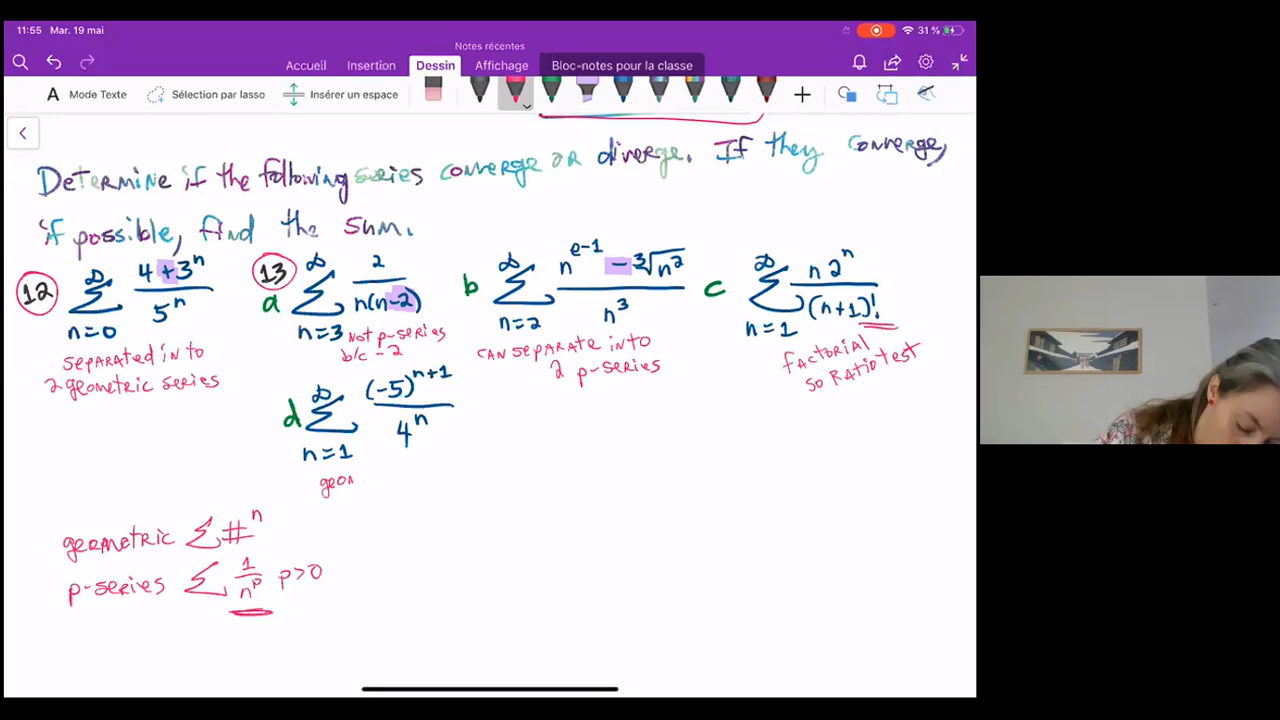 11:55 Mar. 19 mai
31 %
Notes récentes
Accueil Insertion Dessin Affichage Bloc-notes pour la classe
A Mode Texte Sélection par lasso Insérer un espace
Determine if the following series converge or diverge. If they converge,
if possible, find the sum.
12 ∞ Σ n=0 (4+3^n)/5^n
separated into
2 geometric series
13
a ∞ Σ n=3 2/(n(n-2))
Not p-series
b/c -2
b ∞ Σ n=2 (n^(e-1) - ∛(n^2))/n^3
can separate into
2 p-series
c ∞ Σ n=1 (n2^n)/(n+1)!
factorial
so Ratio test
d ∞ Σ n=1 (-5)^(n+1)/4^n
geom
geometric Σ #^n
p-series Σ 1/n^p p>0